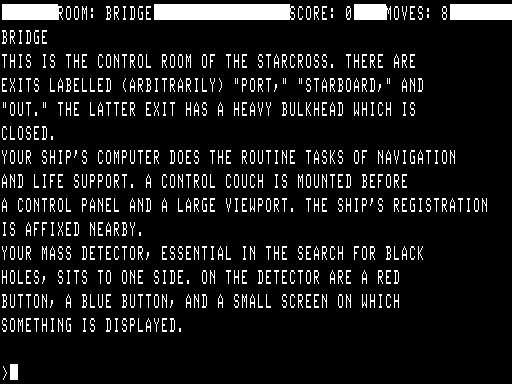 ROOM: BRIDGE SCORE: 0 MOVES: 8
BRIDGE
THIS IS THE CONTROL ROOM OF THE STARCROSS. THERE ARE
EXITS LABELLED (ARBITRARILY) "PORT," "STARBOARD," AND
"OUT." THE LATTER EXIT HAS A HEAVY BULKHEAD WHICH IS
CLOSED.
YOUR SHIP'S COMPUTER DOES THE ROUTINE TASKS OF NAVIGATION
AND LIFE SUPPORT. A CONTROL COUCH IS MOUNTED BEFORE
A CONTROL PANEL AND A LARGE VIEWPORT. THE SHIP'S REGISTRATION
IS AFFIXED NEARBY.
YOUR MASS DETECTOR, ESSENTIAL IN THE SEARCH FOR BLACK
HOLES, SITS TO ONE SIDE. ON THE DETECTOR ARE A RED
BUTTON, A BLUE BUTTON, AND A SMALL SCREEN ON WHICH
SOMETHING IS DISPLAYED.
>